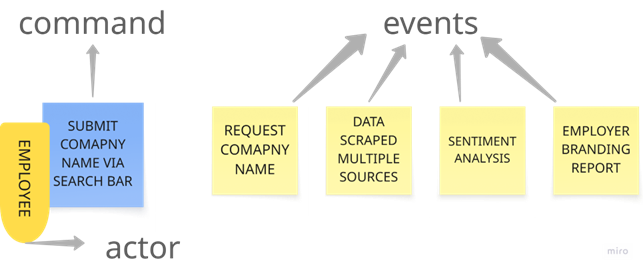 command
events
SUBMIT
COMAPNY
NAME VIA
SEARCH BAR
EMPLOYEE
actor
REQUEST
COMAPNY
NAME
DATA
SCRAPED
MULTIPLE
SOURCES
SENTIMENT
ANALYSIS
EMPLOYER
BRANDING
REPORT
miro